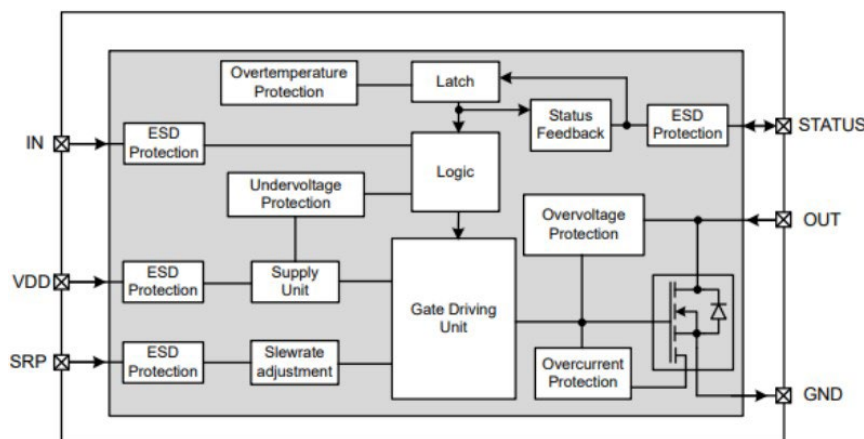 Overtemperature
Protection
Latch
ESD
Protection
Status
Feedback
ESD
Protection
STATUS
IN
Logic
Undervoltage
Protection
Overvoltage
Protection
OUT
VDD
ESD
Protection
Supply
Unit
Gate Driving
Unit
SRP
ESD
Protection
Slewrate
adjustment
Overcurrent
Protection
GND